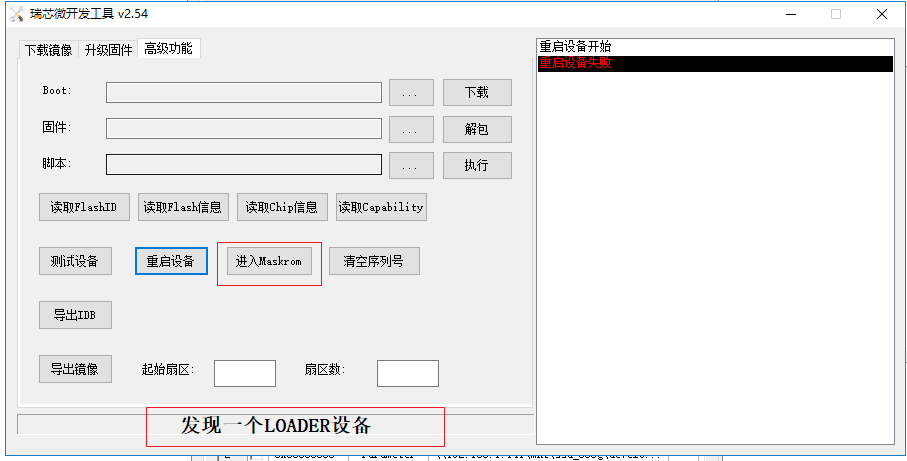 瑞芯微开发工具 v2.54
下载镜像 升级固件 高级功能
Boot: ... 下载
固件: ... 解包
脚本: ... 执行
读取FlashID 读取Flash信息 读取Chip信息 读取Capability
测试设备 重启设备 进入Maskrom 清空序列号
导出IDB
导出镜像 起始扇区: 扇区数:
发现一个LOADER设备
重启设备开始
重启设备失败